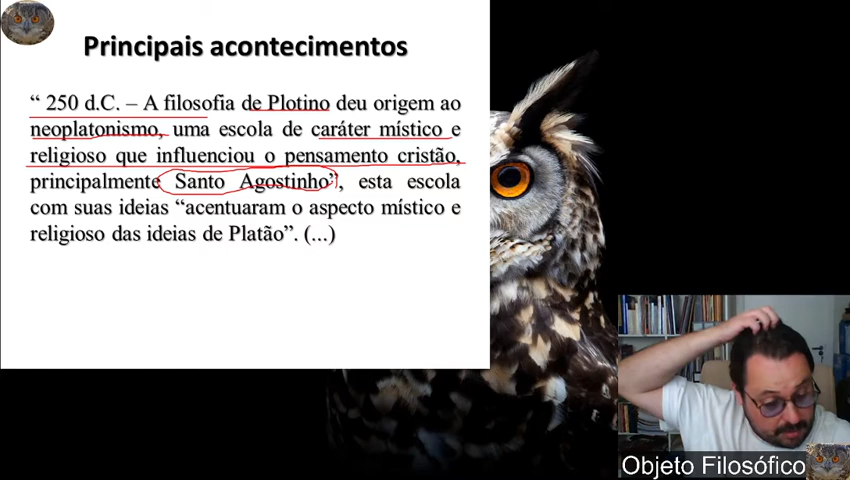 Principais acontecimentos
“ 250 d.C. – A filosofia de Plotino deu origem ao
neoplatonismo, uma escola de caráter místico e
religioso que influenciou o pensamento cristão,
principalmente Santo Agostinho”, esta escola
com suas ideias “acentuaram o aspecto místico e
religioso das ideias de Platão”. (...)
Objeto Filosófico